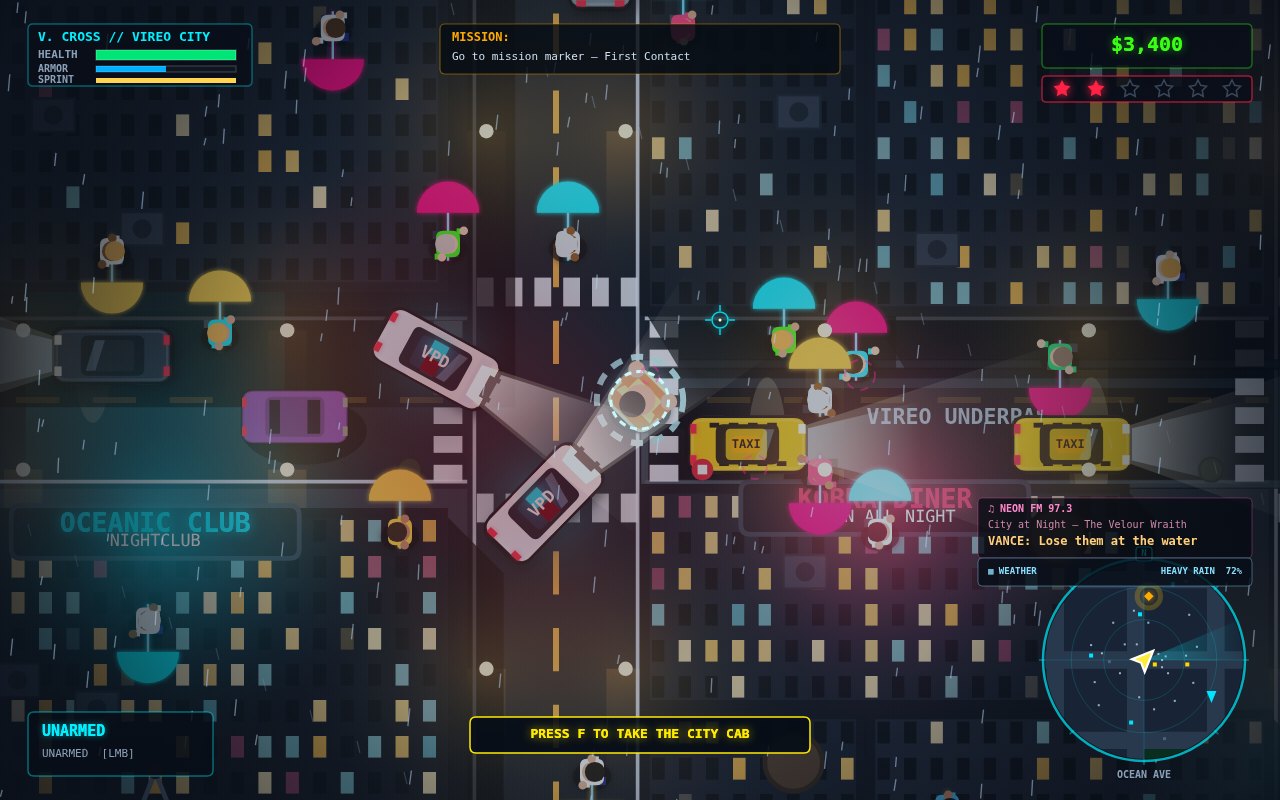 V. CROSS // VIREO CITY
HEALTH
ARMOR
SPRINT
MISSION:
Go to mission marker — First Contact
$3,400
VPD
VPD
VIREO UNDERPA
TAXI
TAXI
OCEANIC CLUB
NIGHTCLUB
DINER
ALL NIGHT
♫ NEON FM 97.3
City at Night — The Velour Wraith
VANCE: Lose them at the water
■ WEATHER HEAVY RAIN 72%
N
OCEAN AVE
UNARMED
UNARMED [LMB]
PRESS F TO TAKE THE CITY CAB